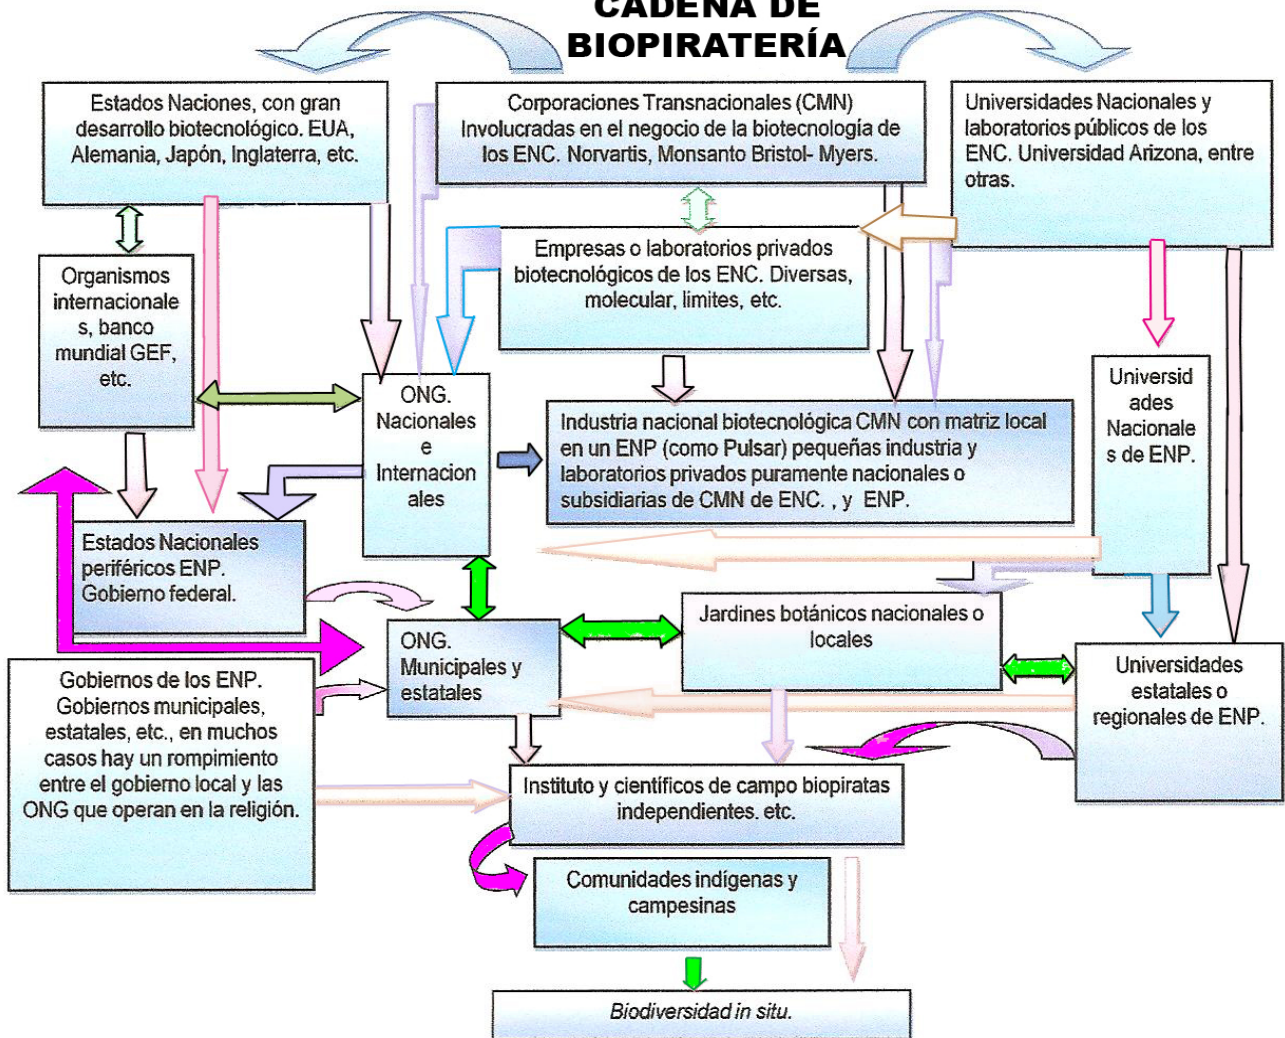 CADENA DE
BIOPIRATERÍA
Estados Naciones, con gran
desarrollo biotecnológico. EUA,
Alemania, Japón, Inglaterra, etc.
Corporaciones Transnacionales (CMN)
Involucradas en el negocio de la biotecnología de
los ENC. Norvartis, Monsanto Bristol- Myers.
Universidades Nacionales y
laboratorios públicos de los
ENC. Universidad Arizona, entre
otras.
Organismos
internacionale
s, banco
mundial GEF,
etc.
Empresas o laboratorios privados
biotecnológicos de los ENC. Diversas,
molecular, limites, etc.
ONG.
Nacionales
e
Internacion
ales
Industria nacional biotecnológica CMN con matriz local
en un ENP (como Pulsar) pequeñas industria y
laboratorios privados puramente nacionales o
subsidiarias de CMN de ENC. , y ENP.
Universid
ades
Nacionale
s de ENP.
Estados Nacionales
periféricos ENP.
Gobierno federal.
ONG.
Municipales y
estatales
Jardines botánicos nacionales o
locales
Universidades
estatales o
regionales de ENP.
Gobiernos de los ENP.
Gobiernos municipales,
estatales, etc., en muchos
casos hay un rompimiento
entre el gobierno local y las
ONG que operan en la religión.
Instituto y científicos de campo biopiratas
independientes. etc.
Comunidades indígenas y
campesinas
Biodiversidad in situ.